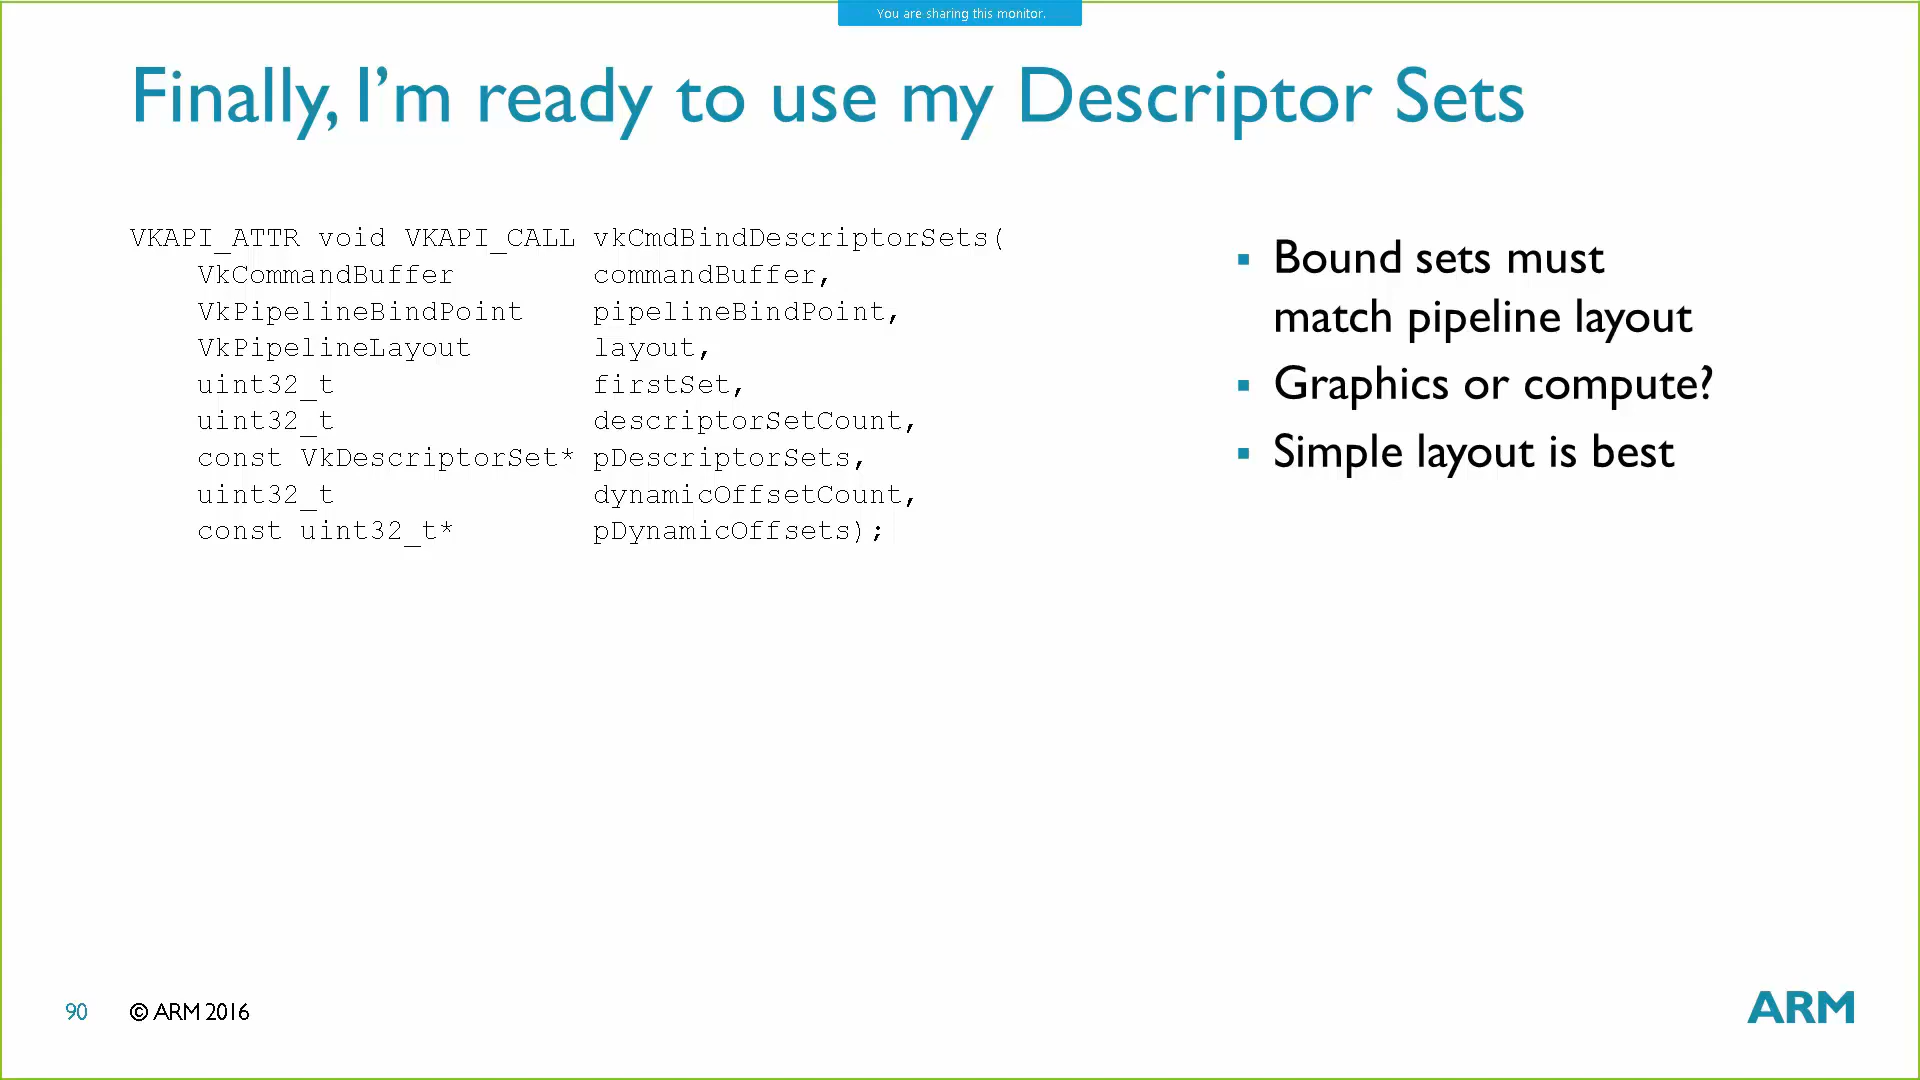 You are sharing this monitor.
Finally, I'm ready to use my Descriptor Sets
VKAPI_ATTR void VKAPI_CALL vkCmdBindDescriptorSets(
    VkCommandBuffer        commandBuffer,
    VkPipelineBindPoint    pipelineBindPoint,
    VkPipelineLayout       layout,
    uint32_t               firstSet,
    uint32_t               descriptorSetCount,
    const VkDescriptorSet* pDescriptorSets,
    uint32_t               dynamicOffsetCount,
    const uint32_t*        pDynamicOffsets);
▪ Bound sets must
match pipeline layout
▪ Graphics or compute?
▪ Simple layout is best
90 © ARM 2016
ARM